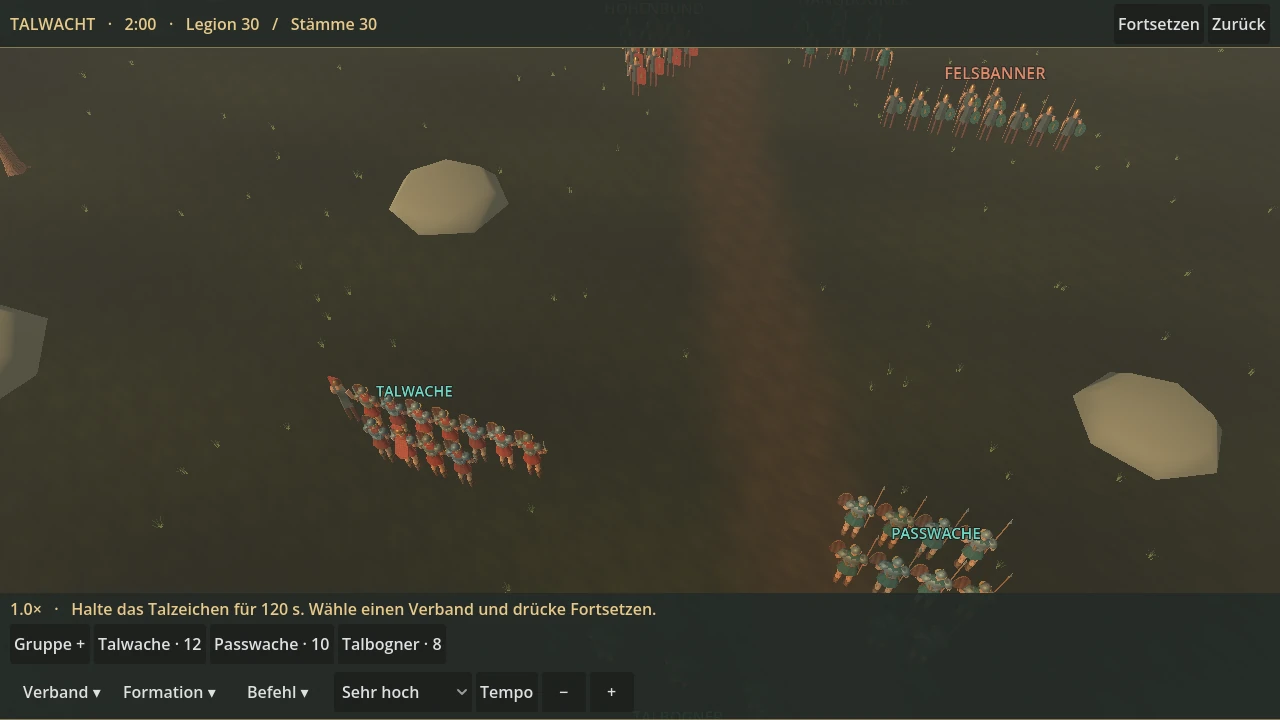 TALWACHT · 2:00 · Legion 30 / Stämme 30
Fortsetzen
Zurück
FELSBANNER
TALWACHE
PASSWACHE
1.0× · Halte das Talzeichen für 120 s. Wähle einen Verband und drücke Fortsetzen.
Gruppe +
Talwache · 12
Passwache · 10
Talbogner · 8
Verband ▾
Formation ▾
Befehl ▾
Sehr hoch
Tempo
−
+
TALBOGNER